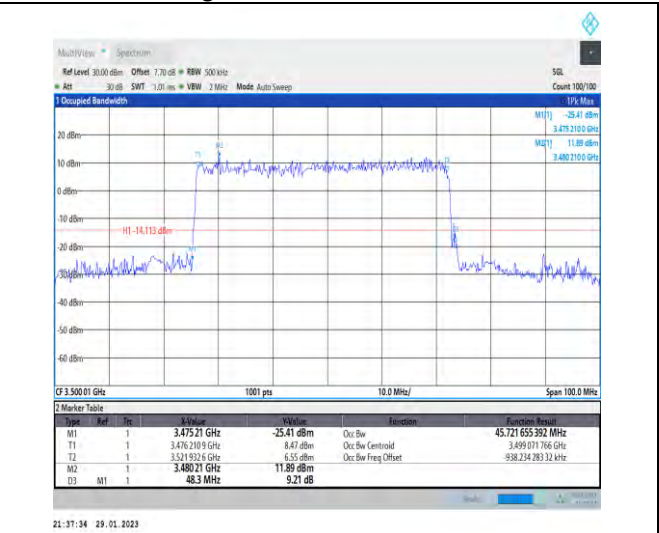 MultiView Spectrum
Ref Level 30.00 dBm Offset 7.70 dB RBW 500 kHz SGL
Att 30 dB SWT 1.01 ms VBW 2 MHz Mode Auto Sweep Count 100/100
1 Occupied Bandwidth 1Pk Max
M1[1] -25.41 dBm
3.475 2100 GHz
20 dBm M2[1] 11.89 dBm
3.480 2100 GHz
M2
T1
10 dBm
0 dBm
-10 dBm
H1 -14.113 dBm
-20 dBm
-30 dBm
-40 dBm
-50 dBm
-60 dBm
CF 3.500 01 GHz 1001 pts 10.0 MHz/ Span 100.0 MHz
2 Marker Table
Type Ref Trc X-Value Y-Value Function Function Result
M1 1 3.475 21 GHz -25.41 dBm Occ Bw 45.721 655 392 MHz
T1 1 3.476 210 9 GHz 8.47 dBm Occ Bw Centroid 3.499 071 766 GHz
T2 1 3.521 932 6 GHz 6.55 dBm Occ Bw Freq Offset -938.234 283 32 kHz
M2 1 3.480 21 GHz 11.89 dBm
D3 M1 1 48.3 MHz 9.21 dB
21:37:34 29.01.2023